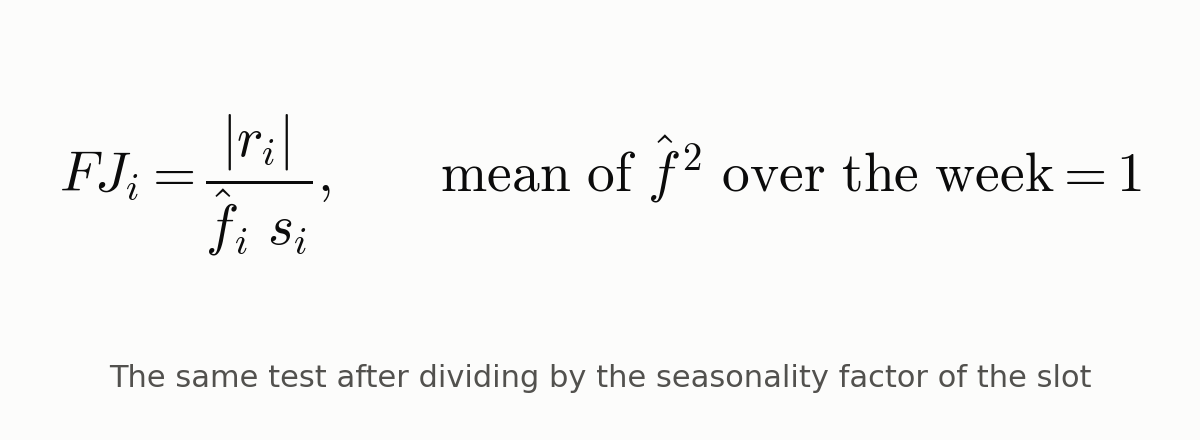 FJ_i = |r_i| / (f̂_i s_i),    mean of f̂² over the week = 1
The same test after dividing by the seasonality factor of the slot